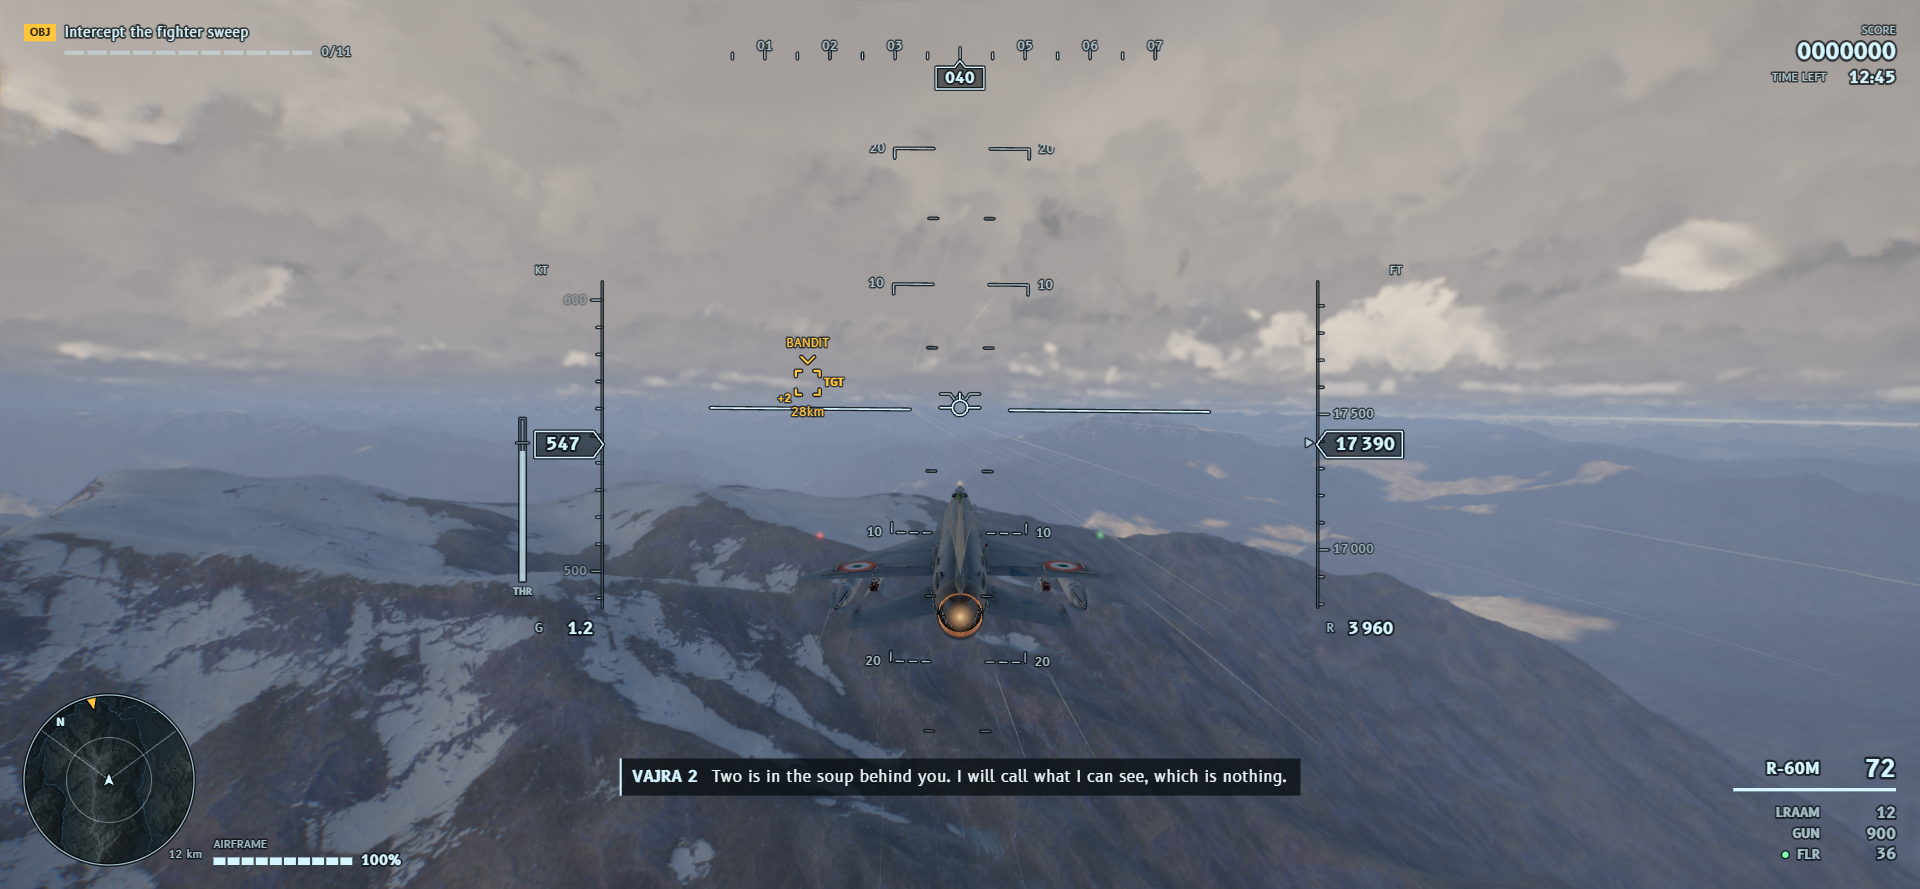 OBJ Intercept the fighter sweep
0/11
01 02 03 05 06 07
040
SCORE
0000000
TIME LEFT 12:45
20 20
10 10
KT
600
547
500
THR
G 1.2
BANDIT
TGT
+2
28km
FT
17 500
17 390
17 000
R 3 960
10 10
20 20
N
12 km
AIRFRAME
100%
VAJRA 2 Two is in the soup behind you. I will call what I can see, which is nothing.
R-60M 72
LRAAM 12
GUN 900
FLR 36